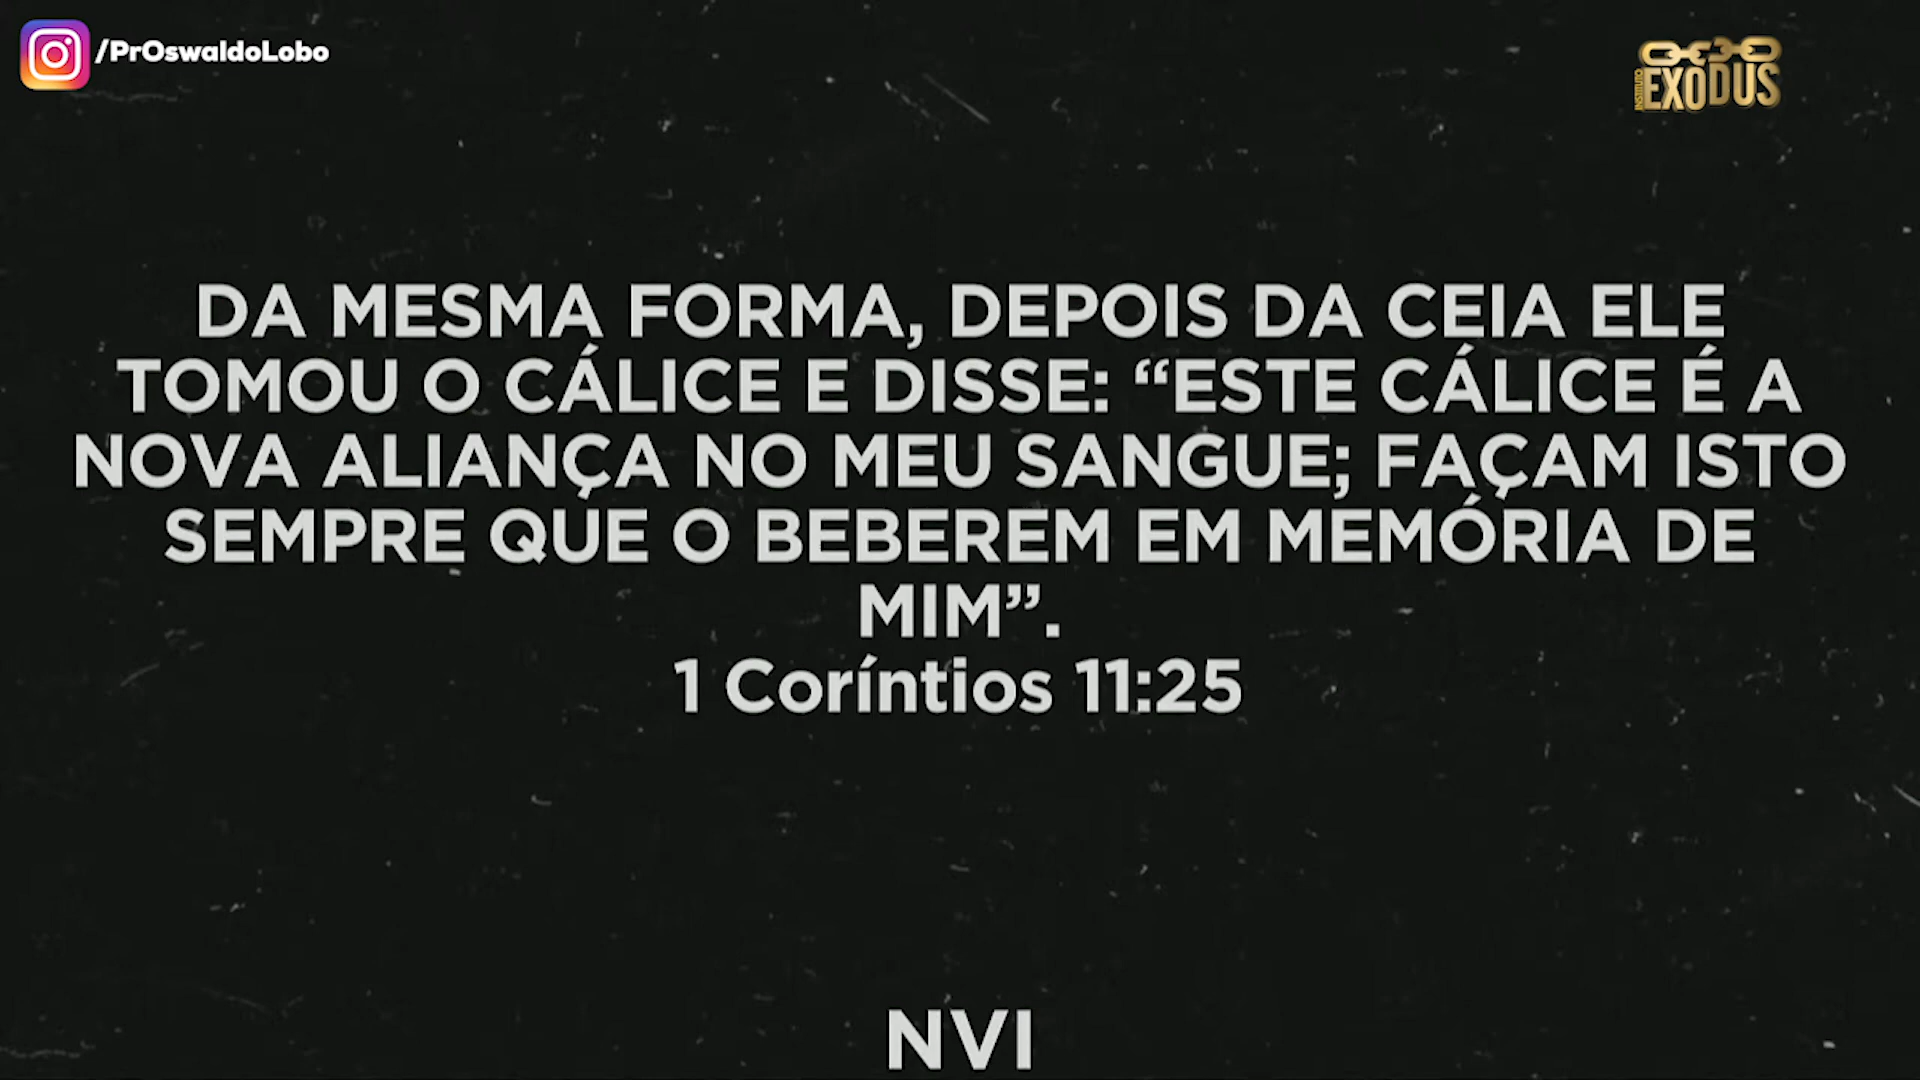 /PrOswaldoLobo
INSTITUTO
EXODUS
DA MESMA FORMA, DEPOIS DA CEIA ELE
TOMOU O CÁLICE E DISSE: “ESTE CÁLICE É A
NOVA ALIANÇA NO MEU SANGUE; FAÇAM ISTO
SEMPRE QUE O BEBEREM EM MEMÓRIA DE
MIM”.
1 Coríntios 11:25
NVI